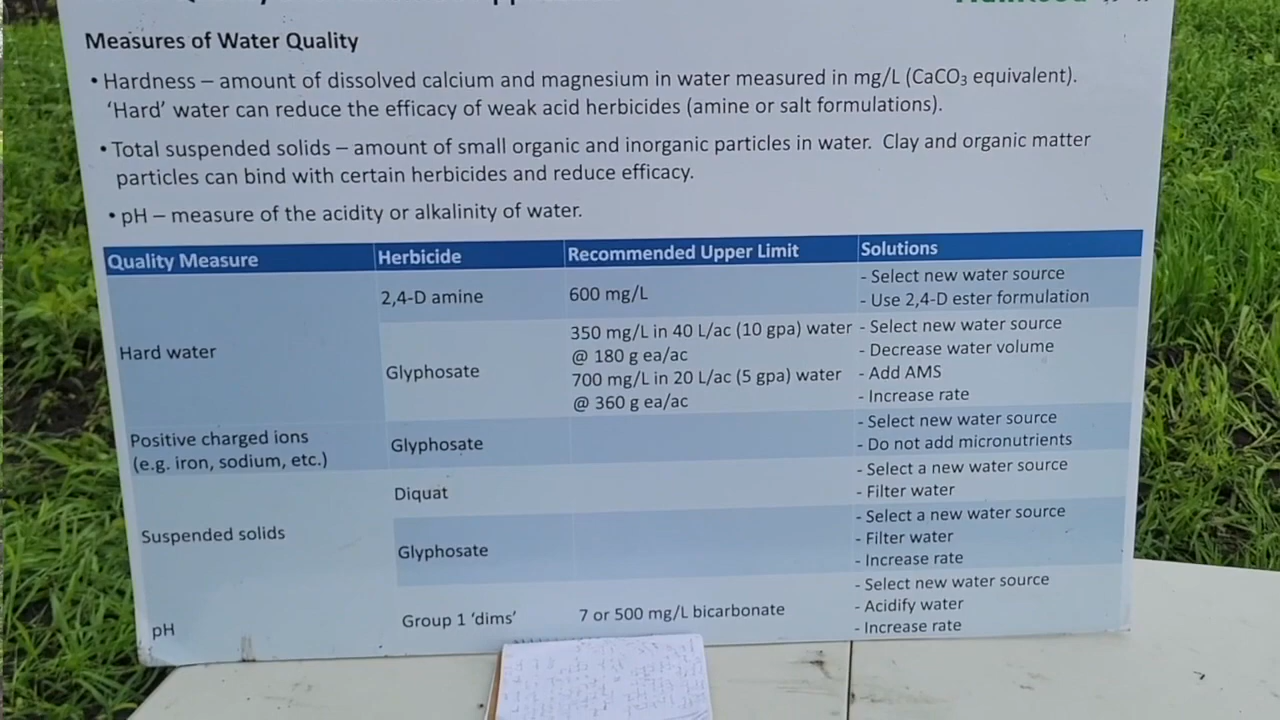 Measures of Water Quality
• Hardness – amount of dissolved calcium and magnesium in water measured in mg/L (CaCO₃ equivalent).
‘Hard’ water can reduce the efficacy of weak acid herbicides (amine or salt formulations).
• Total suspended solids – amount of small organic and inorganic particles in water. Clay and organic matter
particles can bind with certain herbicides and reduce efficacy.
• pH – measure of the acidity or alkalinity of water.
Quality Measure Herbicide Recommended Upper Limit Solutions
Hard water
2,4-D amine
600 mg/L
- Select new water source
- Use 2,4-D ester formulation
Glyphosate
350 mg/L in 40 L/ac (10 gpa) water
@ 180 g ea/ac
700 mg/L in 20 L/ac (5 gpa) water
@ 360 g ea/ac
- Select new water source
- Decrease water volume
- Add AMS
- Increase rate
Positive charged ions
(e.g. iron, sodium, etc.)
Glyphosate
- Select new water source
- Do not add micronutrients
Suspended solids
Diquat
- Select a new water source
- Filter water
Glyphosate
- Select a new water source
- Filter water
- Increase rate
pH
Group 1 ‘dims’
7 or 500 mg/L bicarbonate
- Select new water source
- Acidify water
- Increase rate